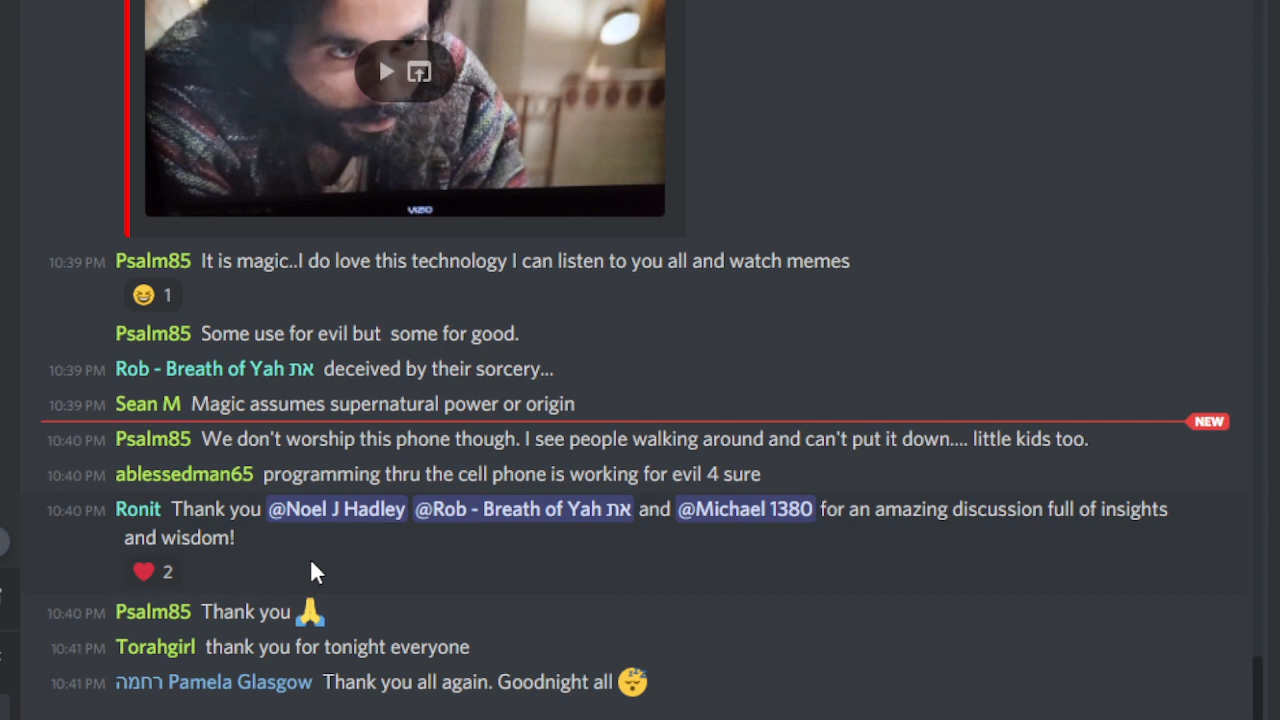 VIZIO
10:39 PM Psalm85 It is magic..I do love this technology I can listen to you all and watch memes
😆 1
Psalm85 Some use for evil but  some for good.
10:39 PM Rob - Breath of Yah את deceived by their sorcery...
10:39 PM Sean M Magic assumes supernatural power or origin
NEW
10:40 PM Psalm85 We don't worship this phone though. I see people walking around and can't put it down.... little kids too.
10:40 PM ablessedman65 programming thru the cell phone is working for evil 4 sure
10:40 PM Ronit Thank you @Noel J Hadley @Rob - Breath of Yah את and @Michael 1380 for an amazing discussion full of insights
and wisdom!
❤️ 2
10:40 PM Psalm85 Thank you 🙏
10:41 PM Torahgirl thank you for tonight everyone
10:41 PM רחמה Pamela Glasgow Thank you all again. Goodnight all 😴